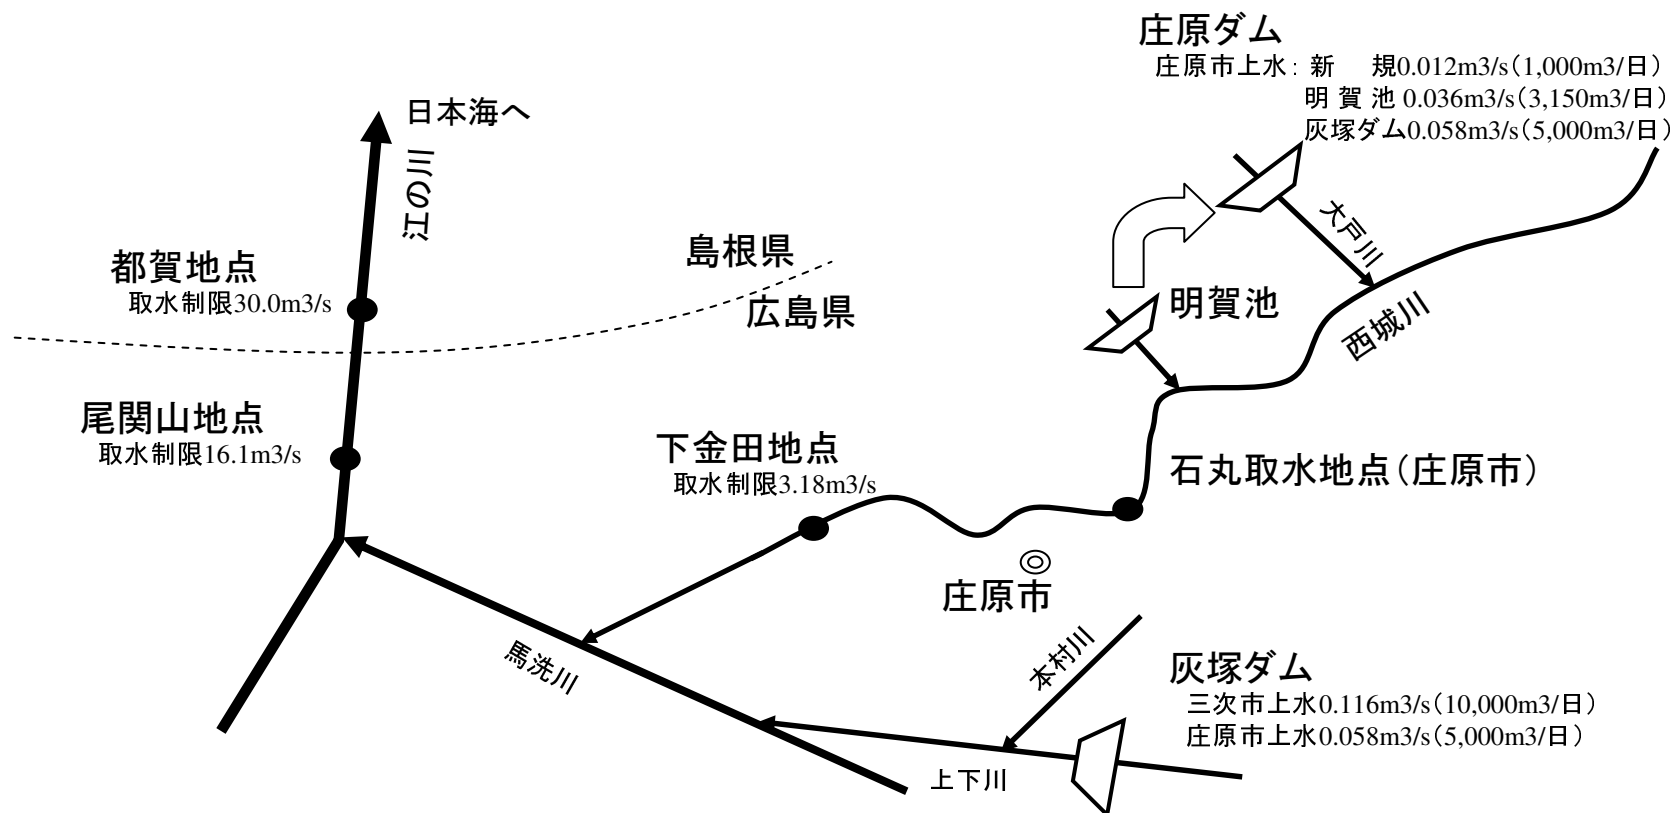 庄原ダム
庄原市上水：新 規0.012m3/s（1,000m3/日）
明賀池 0.036m3/s（3,150m3/日）
灰塚ダム0.058m3/s（5,000m3/日）
日本海へ
江の川
大戸川
島根県
都賀地点
取水制限30.0m3/s
広島県
明賀池
西城川
尾関山地点
取水制限16.1m3/s
下金田地点
取水制限3.18m3/s
石丸取水地点（庄原市）
庄原市
馬洗川
本村川
灰塚ダム
三次市上水0.116m3/s（10,000m3/日）
庄原市上水0.058m3/s（5,000m3/日）
上下川